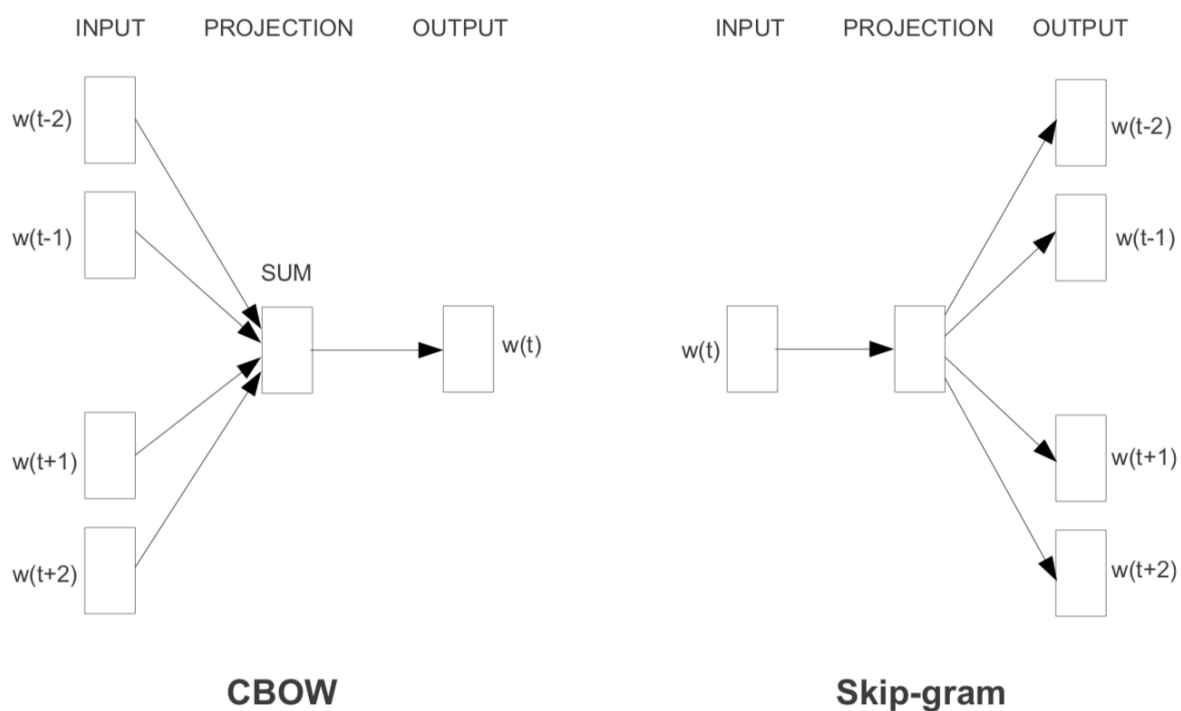 INPUT PROJECTION OUTPUT
w(t-2)
w(t-1)
SUM
w(t)
w(t+1)
w(t+2)
CBOW
INPUT PROJECTION OUTPUT
w(t-2)
w(t-1)
w(t)
w(t+1)
w(t+2)
Skip-gram